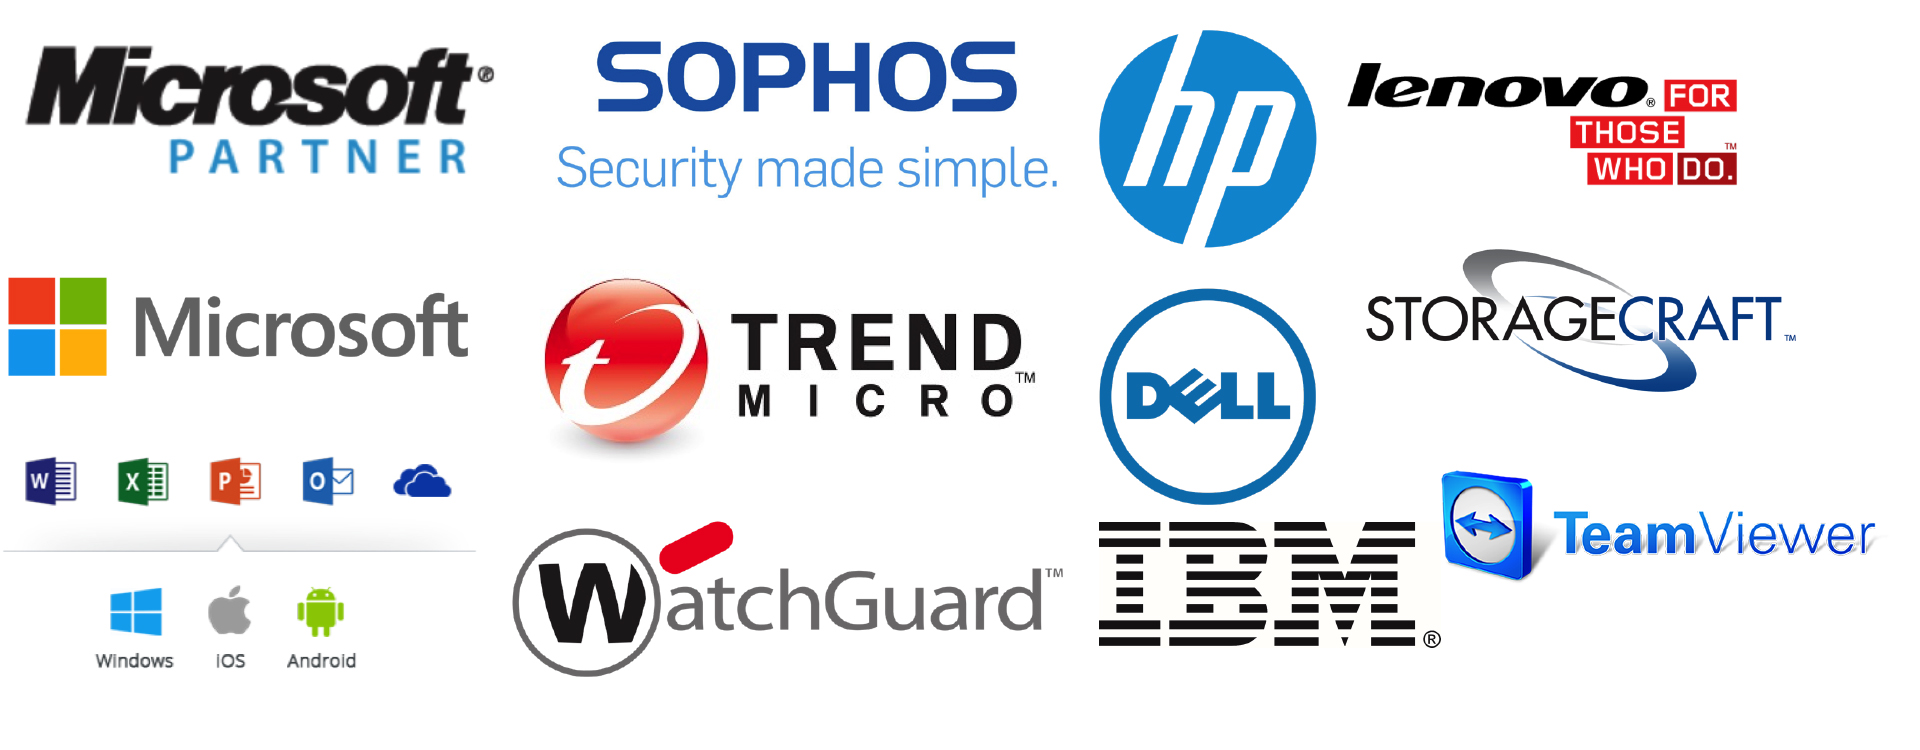 Microsoft®
PARTNER
SOPHOS
Security made simple.
hp
lenovo® FOR
THOSE
WHO DO.™
Microsoft
TREND
MICRO™
DELL
STORAGECRAFT™
W X P O
Windows iOS Android
WatchGuard™
IBM®
TeamViewer